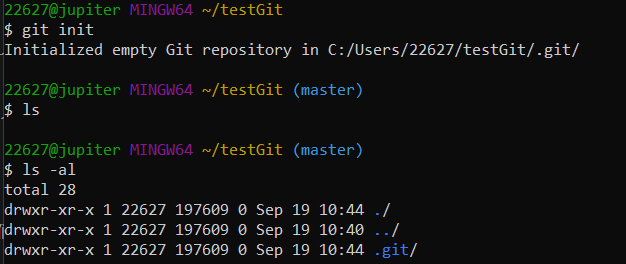 22627@jupiter MINGW64 ~/testGit
$ git init
Initialized empty Git repository in C:/Users/22627/testGit/.git/
22627@jupiter MINGW64 ~/testGit (master)
$ ls
22627@jupiter MINGW64 ~/testGit (master)
$ ls -al
total 28
drwxr-xr-x 1 22627 197609 0 Sep 19 10:44 ./
drwxr-xr-x 1 22627 197609 0 Sep 19 10:40 ../
drwxr-xr-x 1 22627 197609 0 Sep 19 10:44 .git/